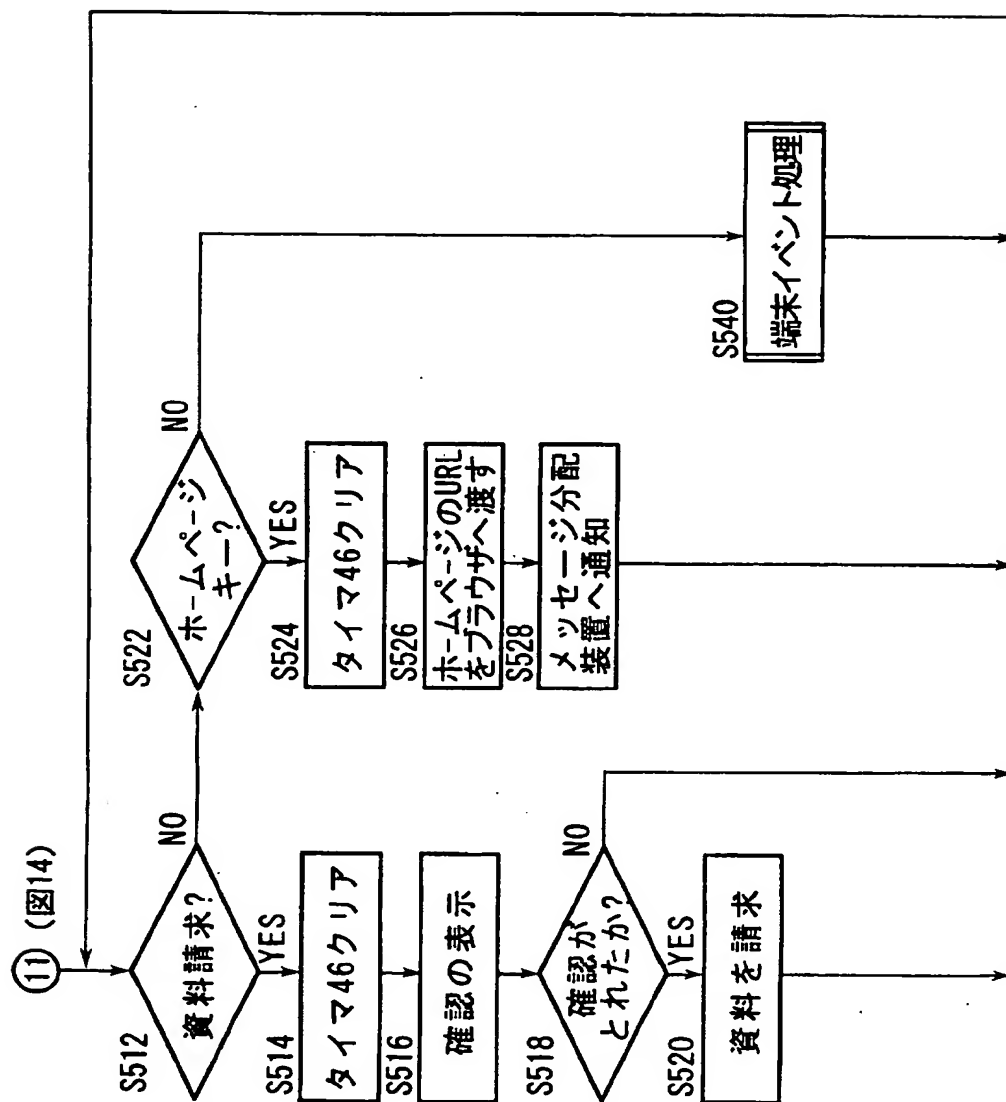 ⑪ (図14)
S512
資料請求?
NO
YES
S514
タイマ46クリア
S516
確認の表示
S518
確認が
とれたか?
NO
YES
S520
資料を請求
S522
ホームページ
キー?
NO
YES
S524
タイマ46クリア
S526
ホームページのURL
をブラウザへ渡す
S528
メッセージ分配
装置へ通知
S540
端末イベント処理